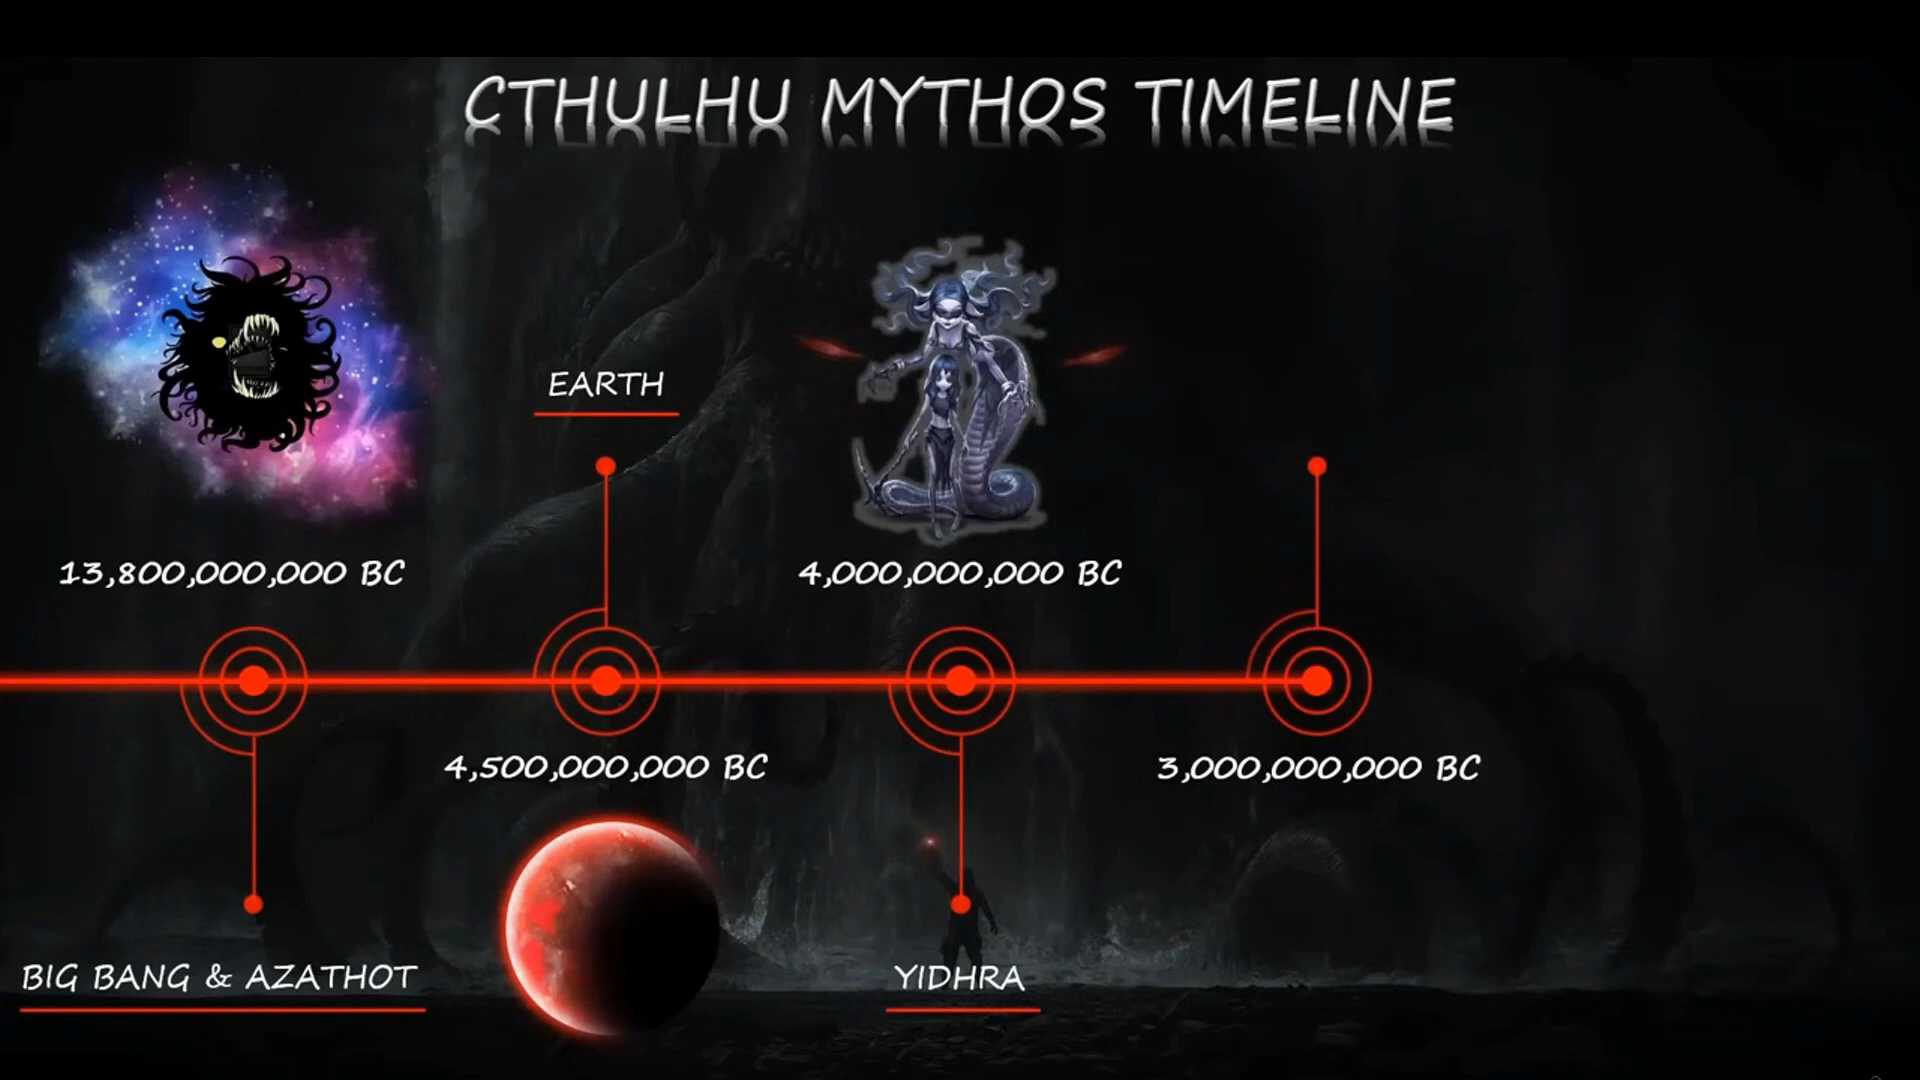 CTHULHU MYTHOS TIMELINE
EARTH
13,800,000,000 BC
4,000,000,000 BC
4,500,000,000 BC
3,000,000,000 BC
BIG BANG & AZATHOT
YIDHRA